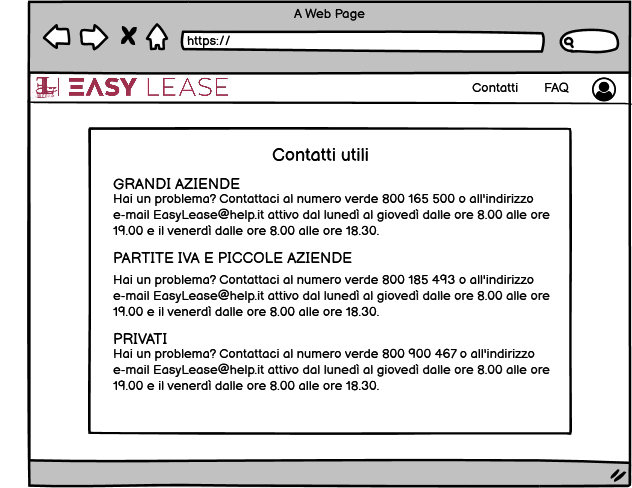 A Web Page
https://
EASY LEASE
Contatti
FAQ
Contatti utili
GRANDI AZIENDE
Hai un problema? Contattaci al numero verde 800 165 500 o all'indirizzo
e-mail EasyLease@help.it attivo dal lunedì al giovedì dalle ore 8.00 alle ore
19.00 e il venerdì dalle ore 8.00 alle ore 18.30.
PARTITE IVA E PICCOLE AZIENDE
Hai un problema? Contattaci al numero verde 800 185 493 o all'indirizzo
e-mail EasyLease@help.it attivo dal lunedì al giovedì dalle ore 8.00 alle ore
19.00 e il venerdì dalle ore 8.00 alle ore 18.30.
PRIVATI
Hai un problema? Contattaci al numero verde 800 900 467 o all'indirizzo
e-mail EasyLease@help.it attivo dal lunedì al giovedì dalle ore 8.00 alle ore
19.00 e il venerdì dalle ore 8.00 alle ore 18.30.